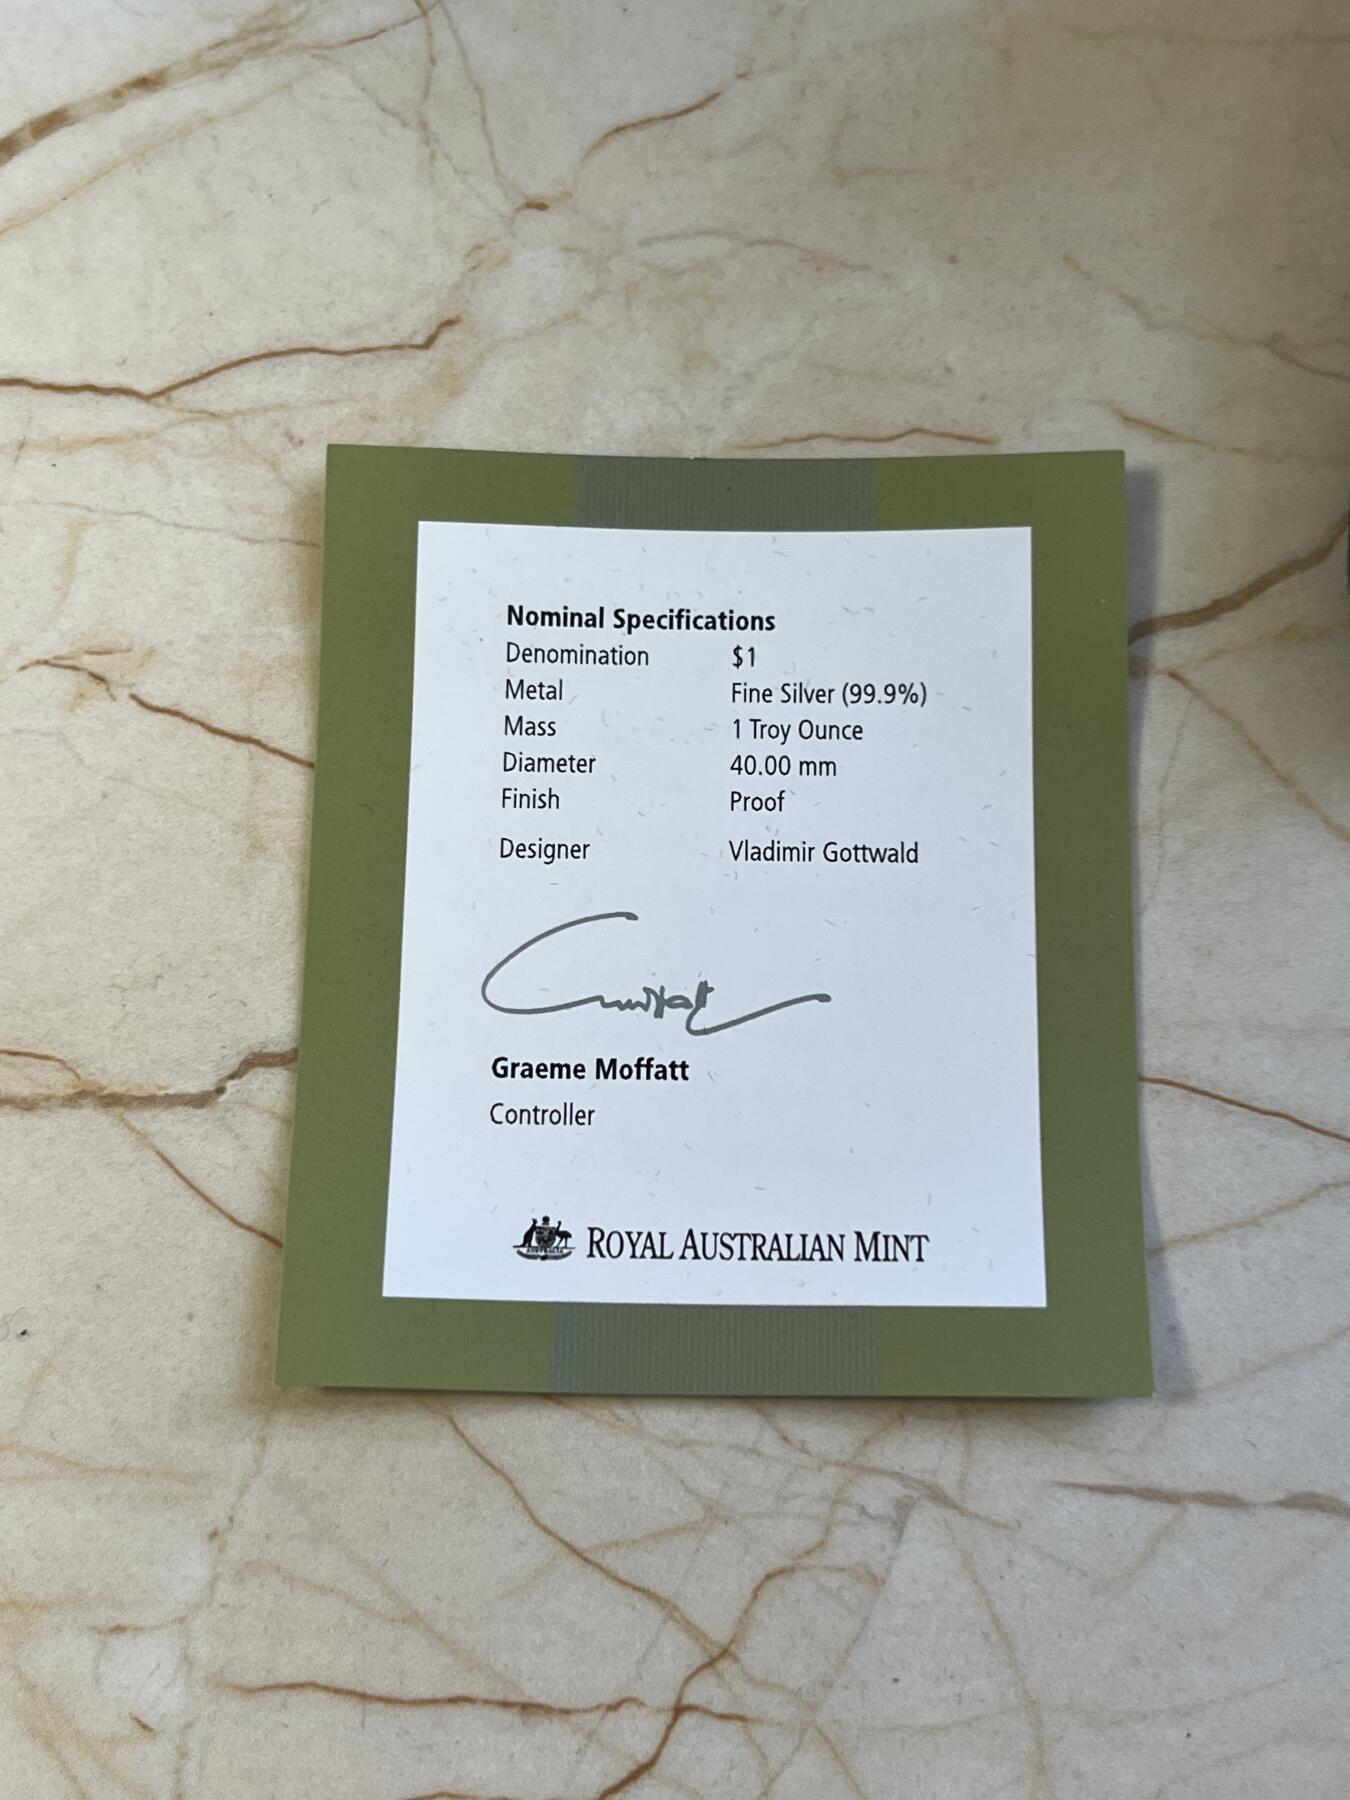 Nominal Specifications
Denomination $1
Metal Fine Silver (99.9%)
Mass 1 Troy Ounce
Diameter 40.00 mm
Finish Proof
Designer Vladimir Gottwald
Graeme Moffatt
Controller
ROYAL AUSTRALIAN MINT